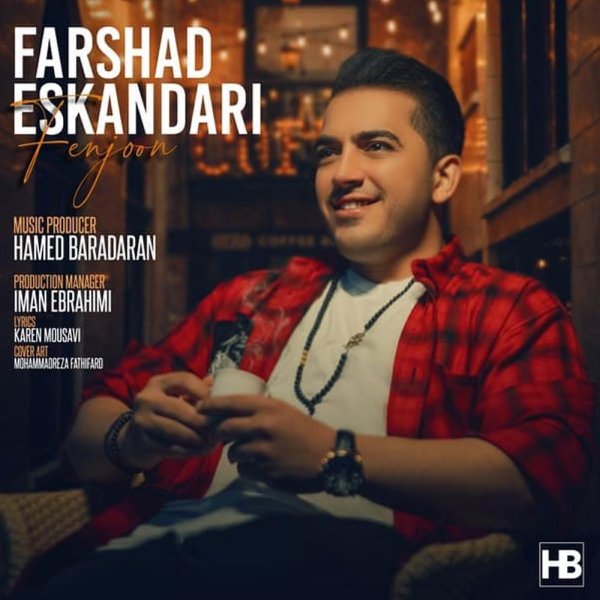 FARSHAD
ESKANDARI
Fenjoon
MUSIC PRODUCER
HAMED BARADARAN
PRODUCTION MANAGER
IMAN EBRAHIMI
LYRICS
KAREN MOUSAVI
COVER ART
MOHAMMADREZA FATHIFARD
HB